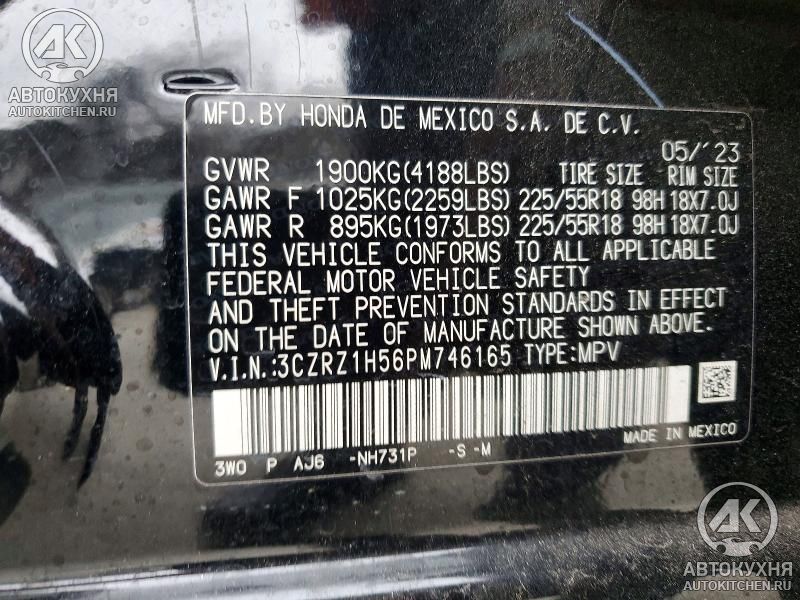 AK
АВТОКУХНЯ
AUTOKITCHEN.RU
MFD.BY HONDA DE MEXICO S.A. DE C.V.
05/'23
GVWR 1900KG(4188LBS) TIRE SIZE RIM SIZE
GAWR F 1025KG(2259LBS) 225/55R18 98H 18X7.0J
GAWR R 895KG(1973LBS) 225/55R18 98H 18X7.0J
THIS VEHICLE CONFORMS TO ALL APPLICABLE
FEDERAL MOTOR VEHICLE SAFETY
AND THEFT PREVENTION STANDARDS IN EFFECT
ON THE DATE OF MANUFACTURE SHOWN ABOVE.
V.I.N.:3CZRZ1H56PM746165 TYPE:MPV
MADE IN MEXICO
3W0 P AJ6 -NH731P -S-M
AK
АВТОКУХНЯ
AUTOKITCHEN.RU